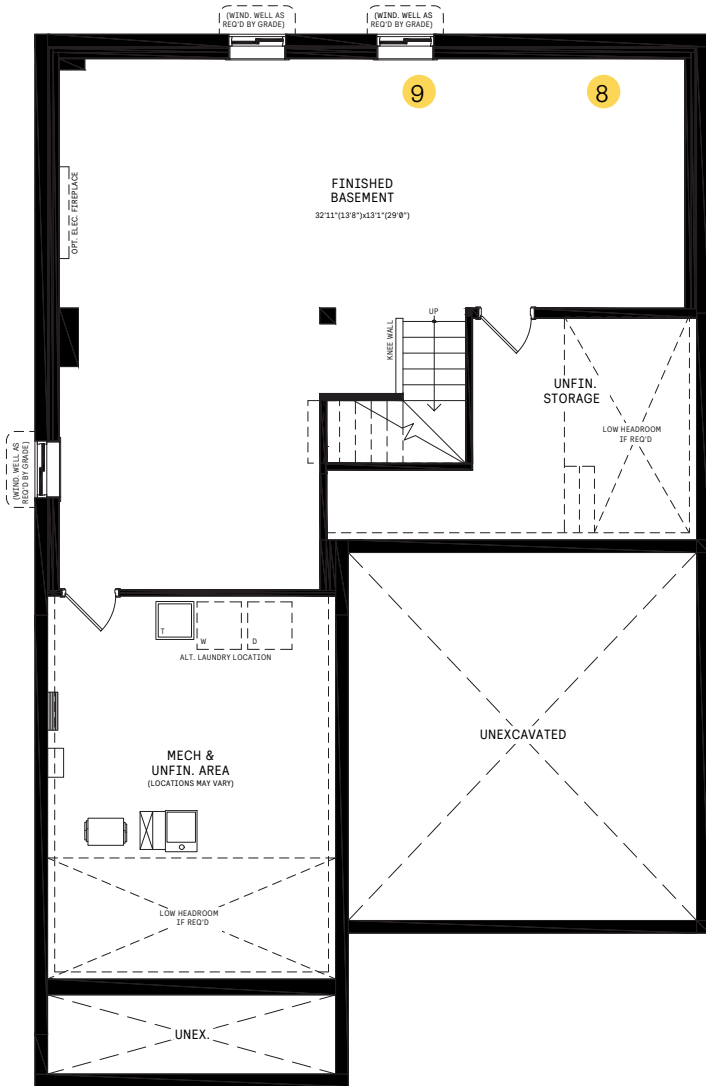 (WIND. WELL AS
REQ'D BY GRADE)
(WIND. WELL AS
REQ'D BY GRADE)
9
8
OPT. ELEC. FIREPLACE
FINISHED
BASEMENT
32'11"(13'8")x13'1"(29'0")
UP
KNEE WALL
UNFIN.
STORAGE
LOW HEADROOM
IF REQ'D
(WIND. WELL AS
REQ'D BY GRADE)
T
W
D
ALT. LAUNDRY LOCATION
UNEXCAVATED
MECH &
UNFIN. AREA
(LOCATIONS MAY VARY)
LOW HEADROOM
IF REQ'D
UNEX.